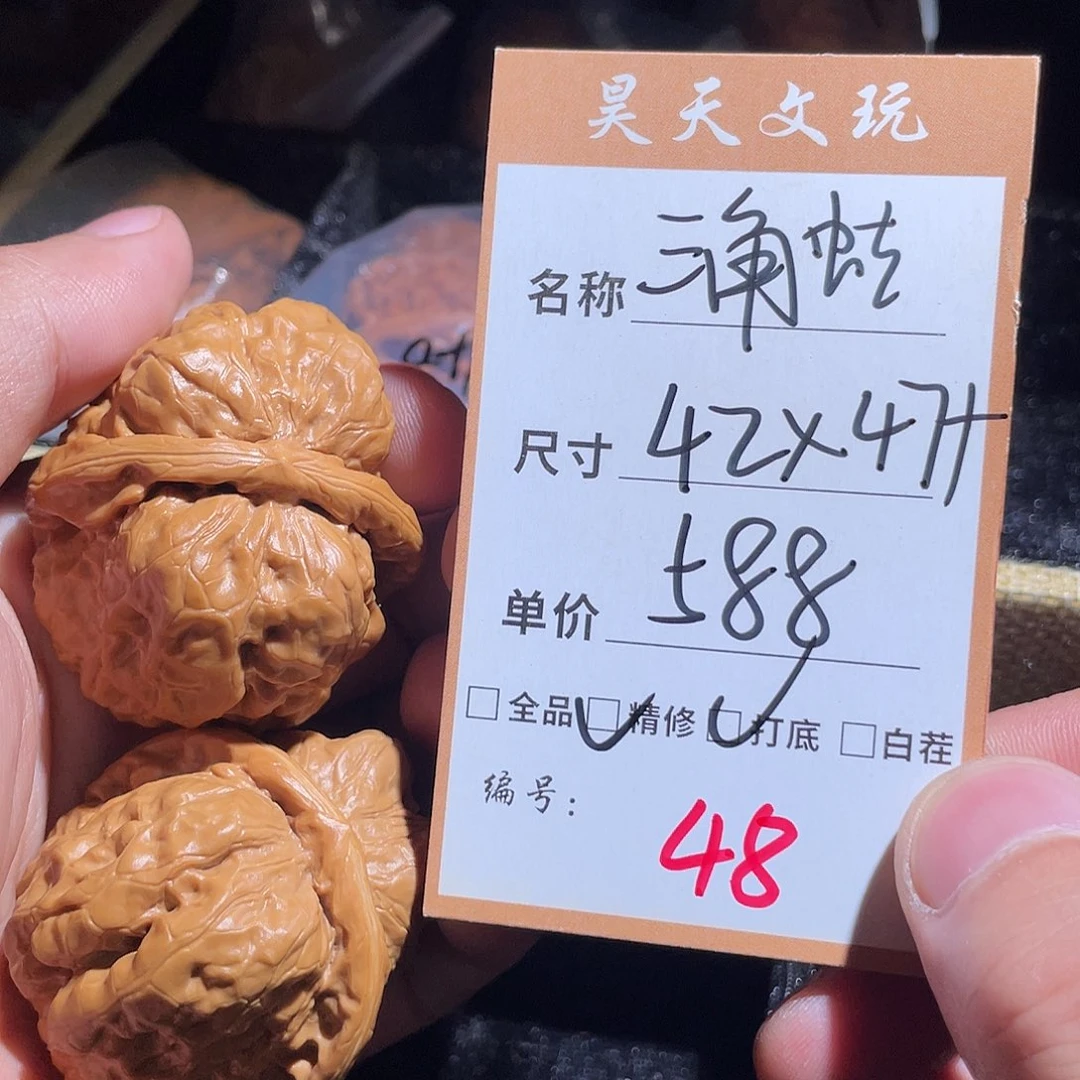 昊天文玩
名称
尺寸 42x47+
单价 588
□全品 ☑精修 ☑打底 □白茬
编号: 48